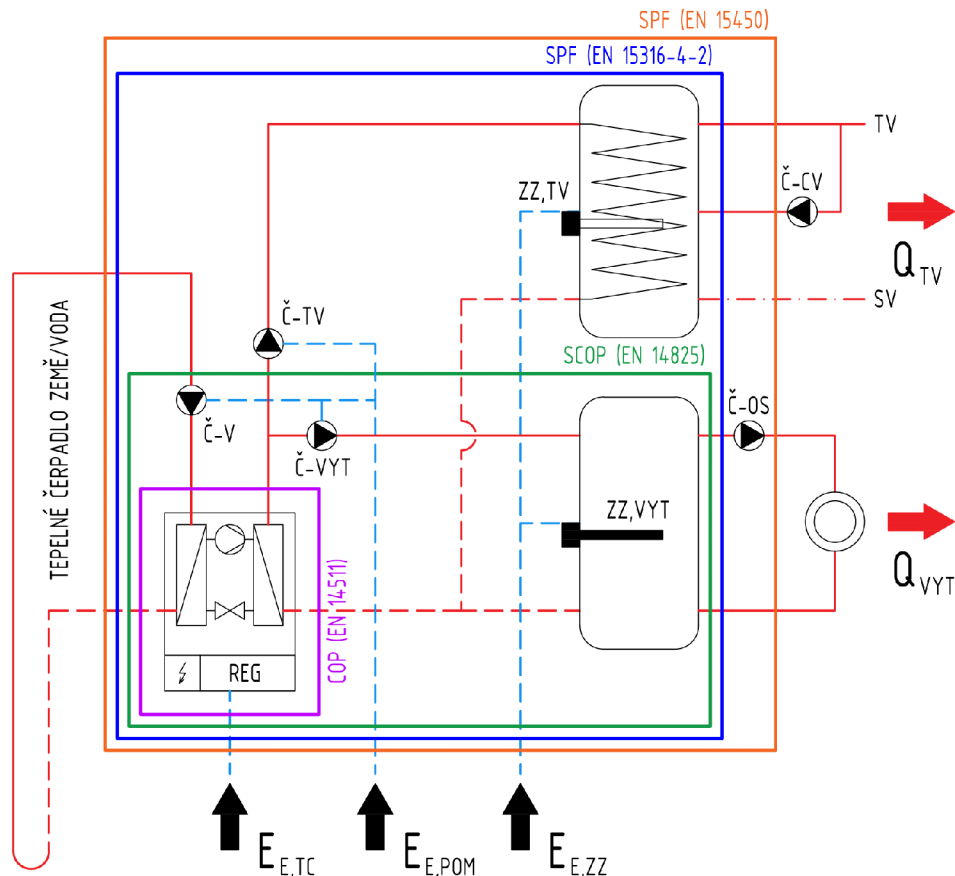 SPF (EN 15450)
SPF (EN 15316-4-2)
TV
ZZ,TV
Č-CV
Q TV
SV
Č-TV
SCOP (EN 14825)
TEPELNÉ ČERPADLO ZEMĚ/VODA
Č-V
Č-VYT
Č-OS
ZZ,VYT
Q VYT
COP (EN 14511)
REG
E E,TC
E E,POM
E E,ZZ